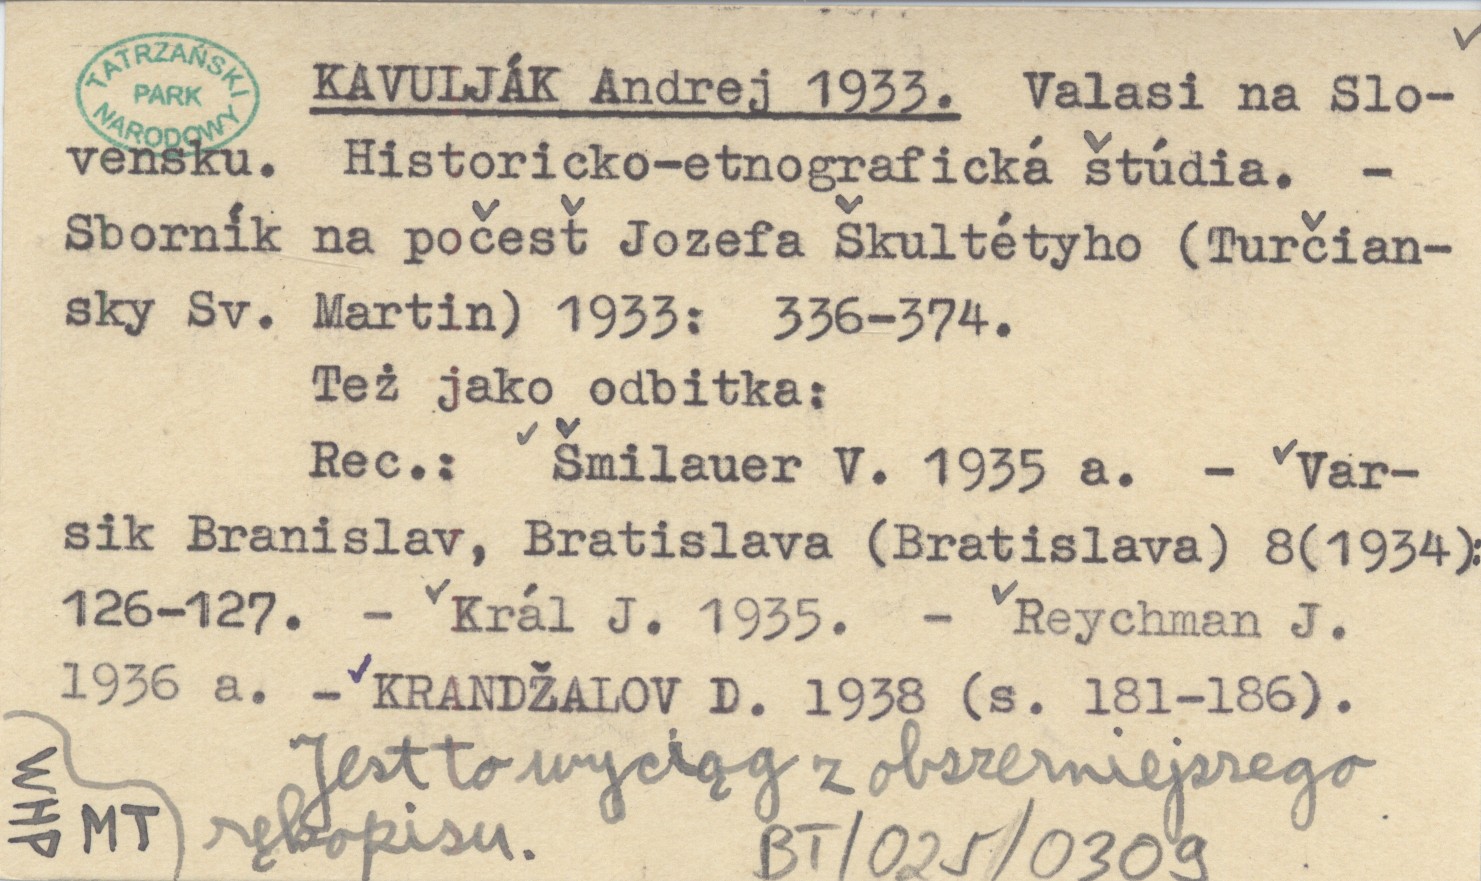 TATRZAŃSKI
PARK
NARODOWY
KAVULJÁK Andrej 1933. Valasi na Slo-
vensku. Historicko-etnografická štúdia. -
Sborník na počesť Jozefa Škultétyho (Turčian-
sky Sv. Martin) 1933: 336-374.
Też jako odbitka:
Rec.: ✓Šmilauer V. 1935 a. - ✓Var-
sik Branislav, Bratislava (Bratislava) 8(1934):
126-127. - ✓Král J. 1935. - ✓Reychman J.
1936 a. - ✓KRANDŽALOV D. 1938 (s. 181-186).
Jest to wyciąg z obszerniejszego
rękopisu.
WHP
MT
BT/025/0309